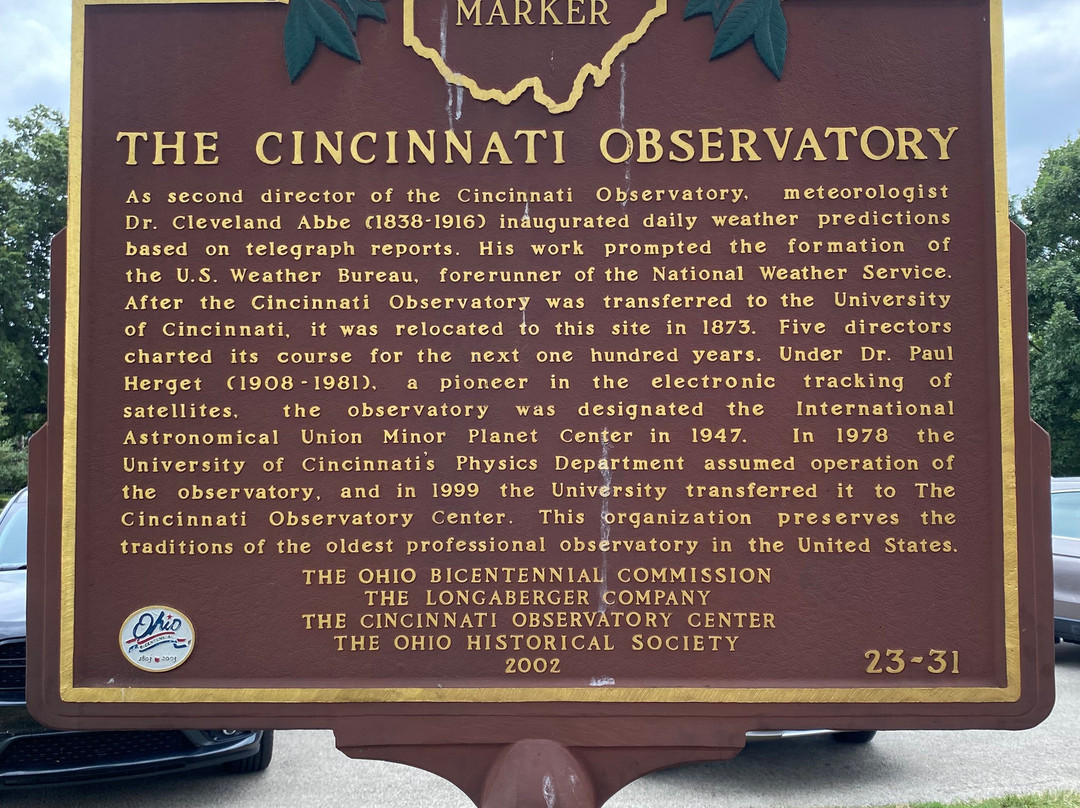 MARKER
THE CINCINNATI OBSERVATORY
As second director of the Cincinnati Observatory, meteorologist
Dr. Cleveland Abbe (1838-1916) inaugurated daily weather predictions
based on telegraph reports. His work prompted the formation of
the U.S. Weather Bureau, forerunner of the National Weather Service.
After the Cincinnati Observatory was transferred to the University
of Cincinnati, it was relocated to this site in 1873. Five directors
charted its course for the next one hundred years. Under Dr. Paul
Herget (1908-1981), a pioneer in the electronic tracking of
satellites, the observatory was designated the International
Astronomical Union Minor Planet Center in 1947. In 1978 the
University of Cincinnati's Physics Department assumed operation of
the observatory, and in 1999 the University transferred it to The
Cincinnati Observatory Center. This organization preserves the
traditions of the oldest professional observatory in the United States.
THE OHIO BICENTENNIAL COMMISSION
THE LONGABERGER COMPANY
THE CINCINNATI OBSERVATORY CENTER
THE OHIO HISTORICAL SOCIETY
2002
23-31
Ohio
BICENTENNIAL
1803 2003